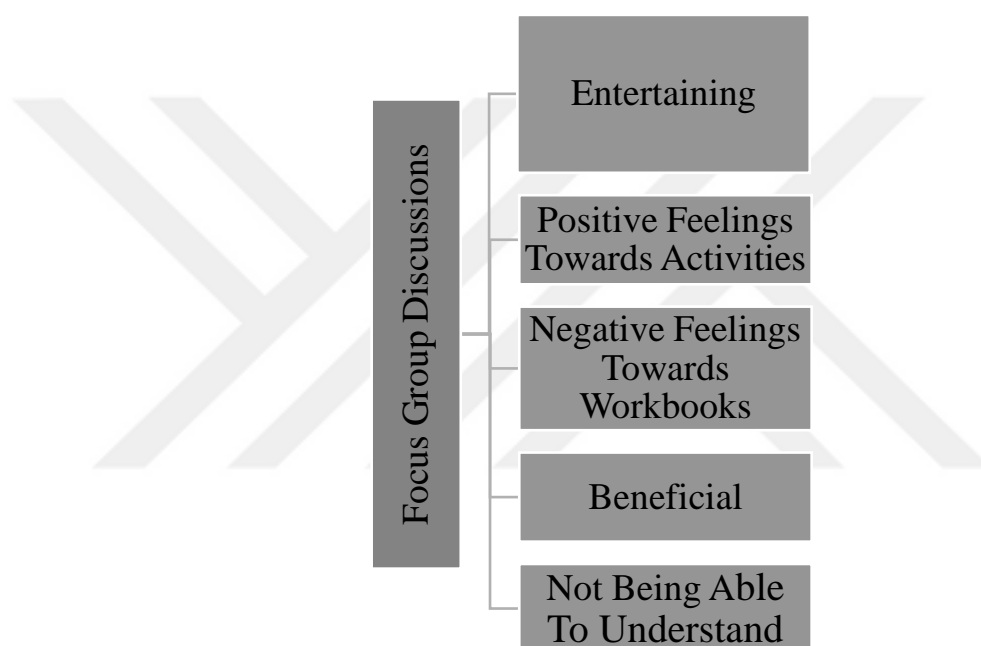 Focus Group Discussions
Entertaining
Positive Feelings
Towards Activities
Negative Feelings
Towards
Workbooks
Beneficial
Not Being Able
To Understand